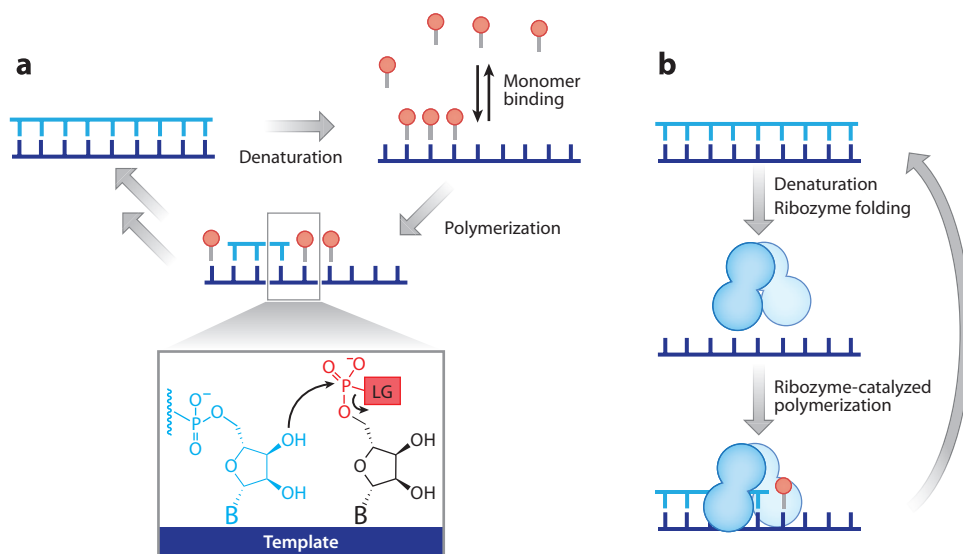 a
Monomer
binding
Denaturation
Polymerization
O
O−
P
LG
O
O−
P
O
O
OH
O
OH
B
OH
O
OH
B
Template
b
Denaturation
Ribozyme folding
Ribozyme-catalyzed
polymerization